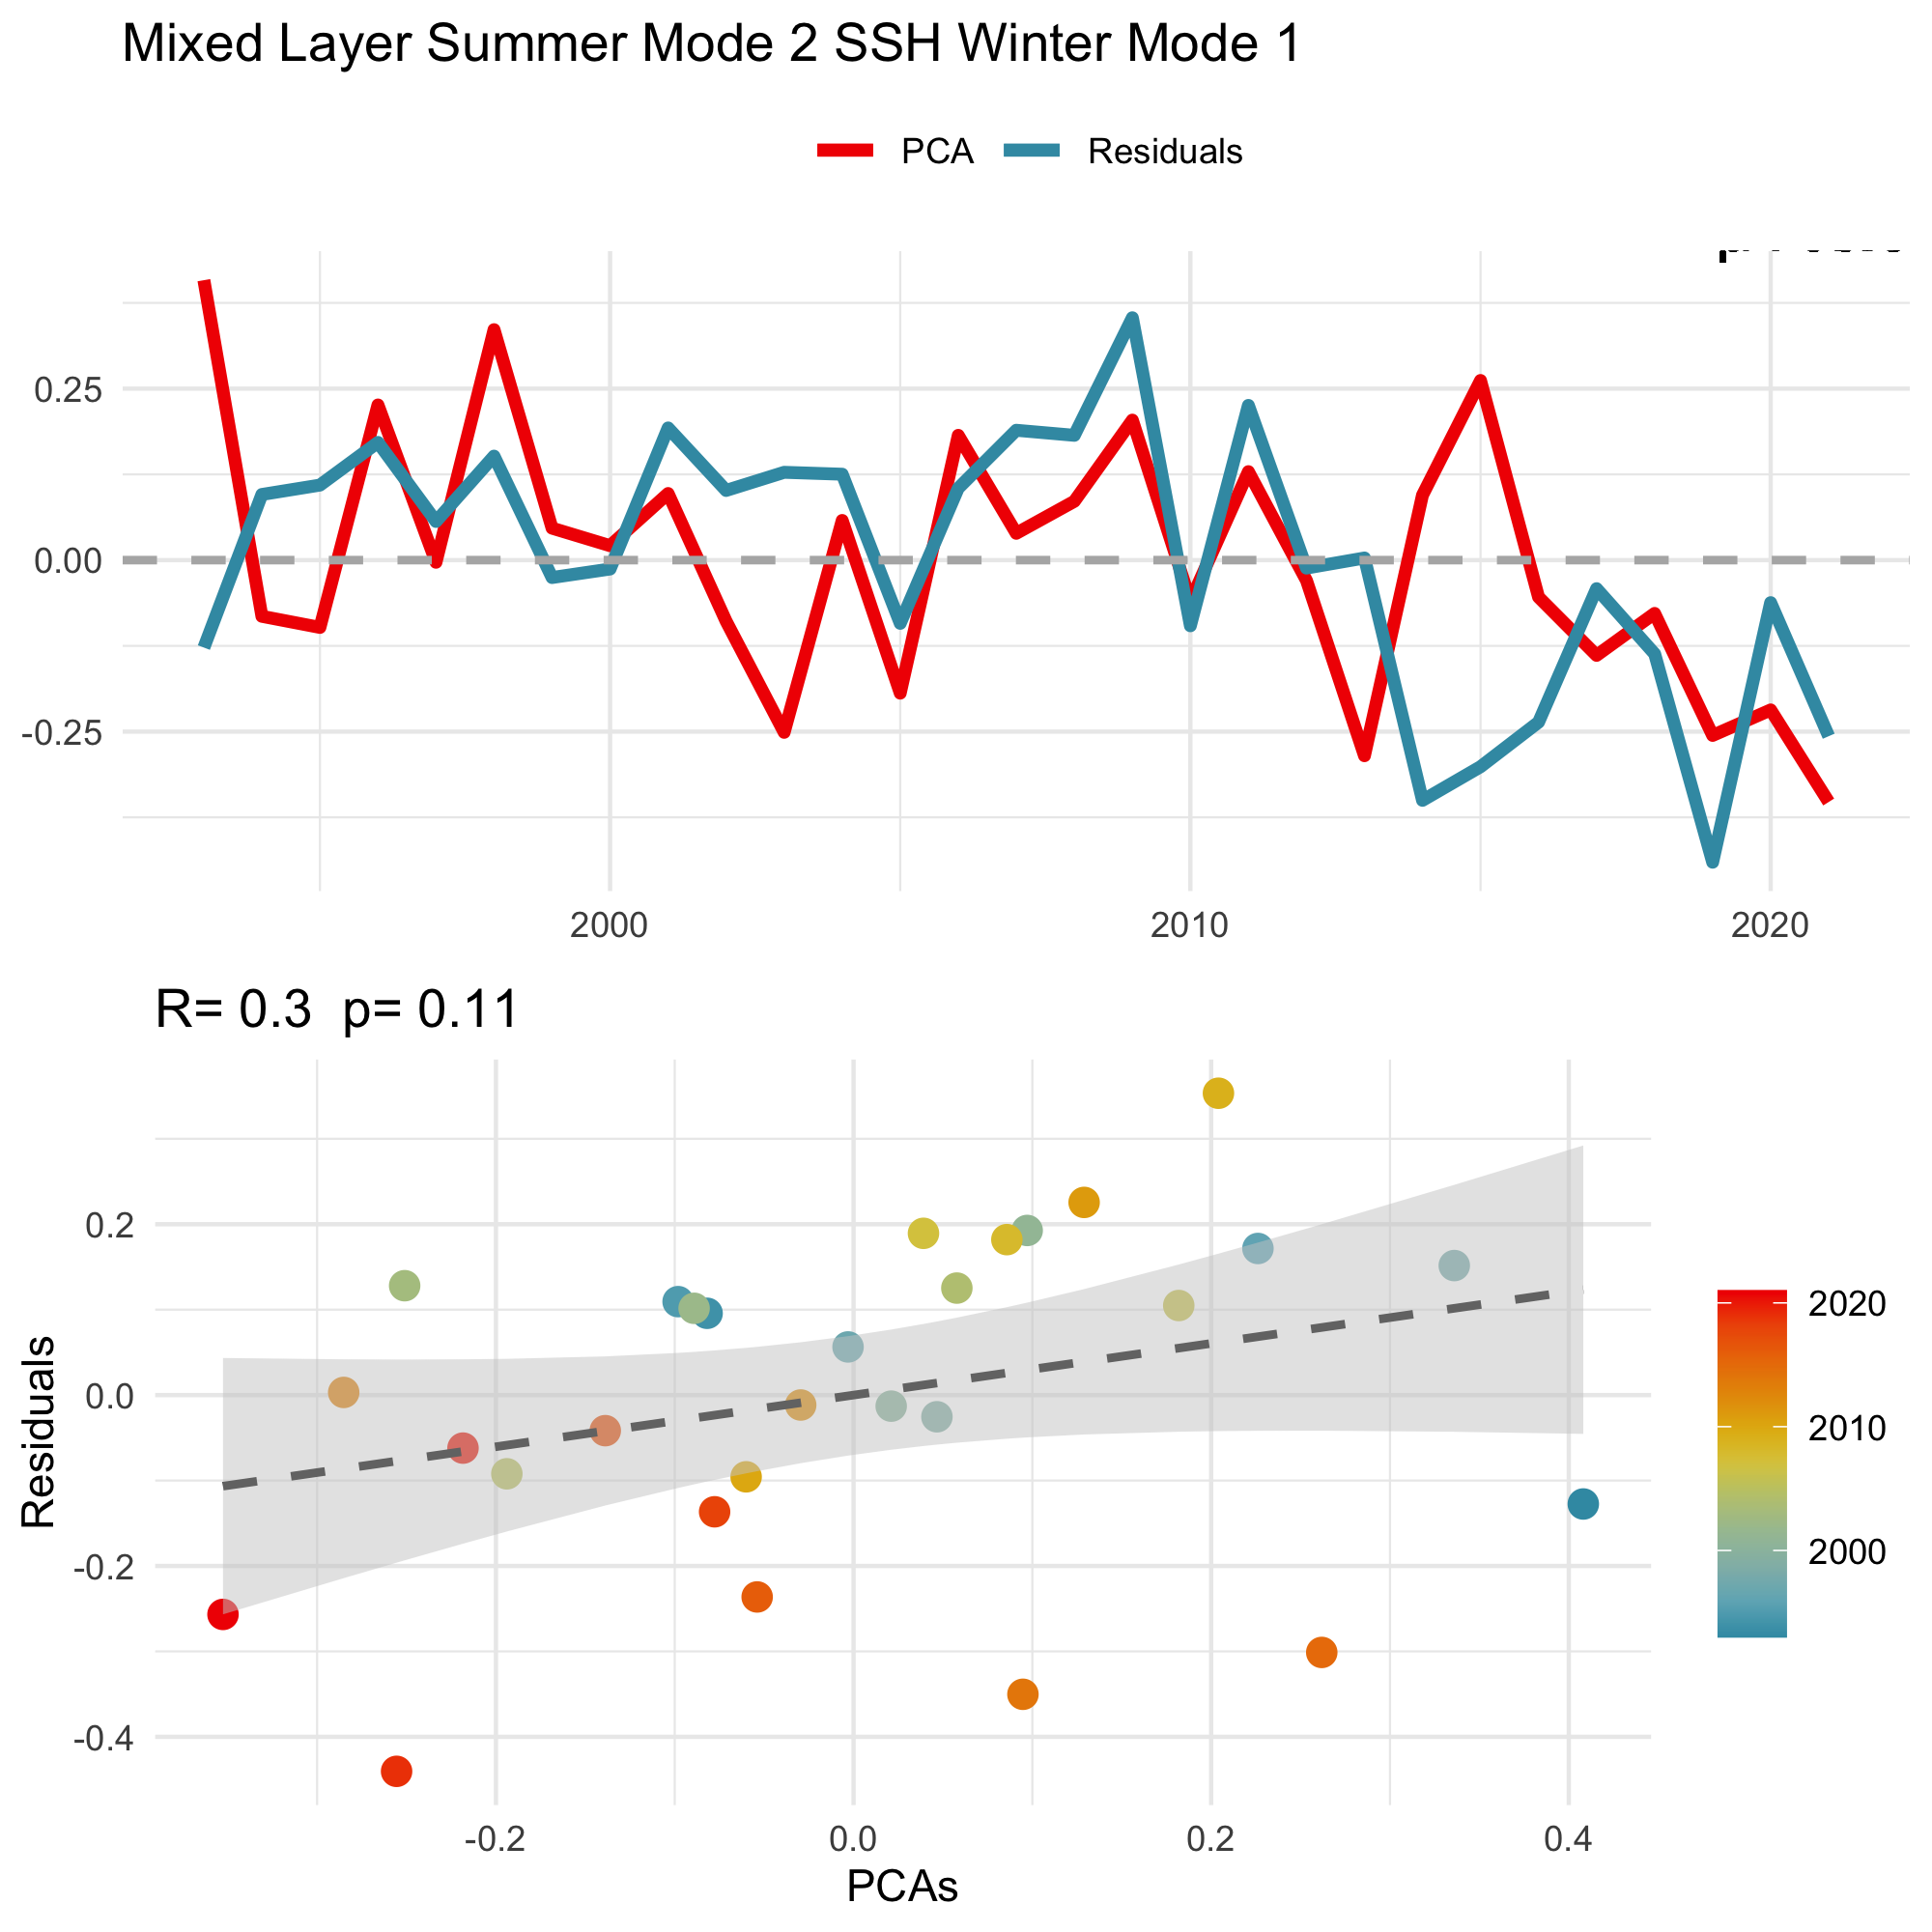 Mixed Layer Summer Mode 2 SSH Winter Mode 1
PCA Residuals
0.25
0.00
-0.25
2000 2010 2020
R= 0.3 p= 0.11
Residuals
0.2
0.0
-0.2
-0.4
-0.2 0.0 0.2 0.4
PCAs
2020
2010
2000